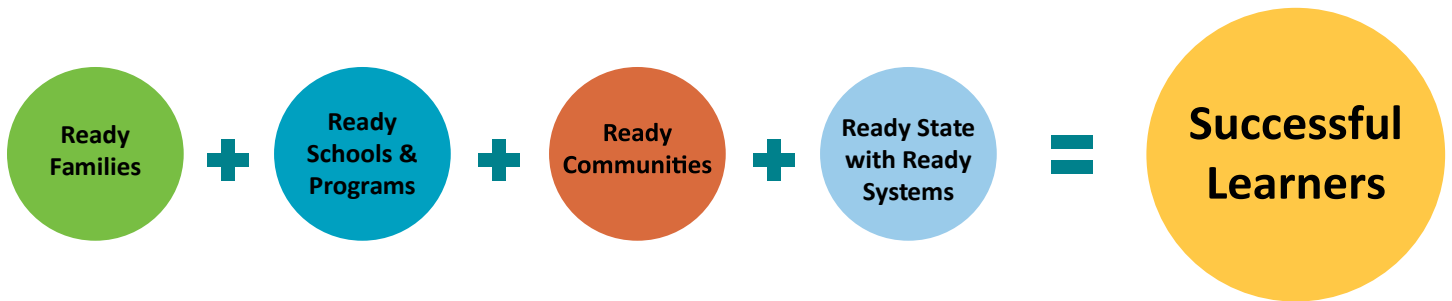 Ready
Families
+
Ready
Schools &
Programs
+
Ready
Communities
+
Ready State
with Ready
Systems
=
Successful
Learners